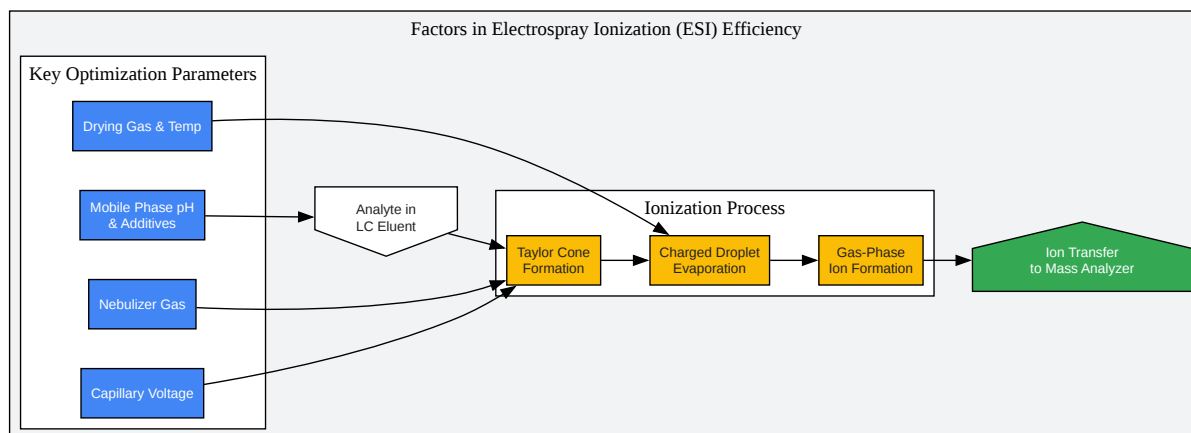 Factors in Electrospray Ionization (ESI) Efficiency
Key Optimization Parameters
Drying Gas & Temp
Mobile Phase pH
& Additives
Nebulizer Gas
Capillary Voltage
Analyte in
LC Eluent
Ionization Process
Taylor Cone
Formation
Charged Droplet
Evaporation
Gas-Phase
Ion Formation
Ion Transfer
to Mass Analyzer